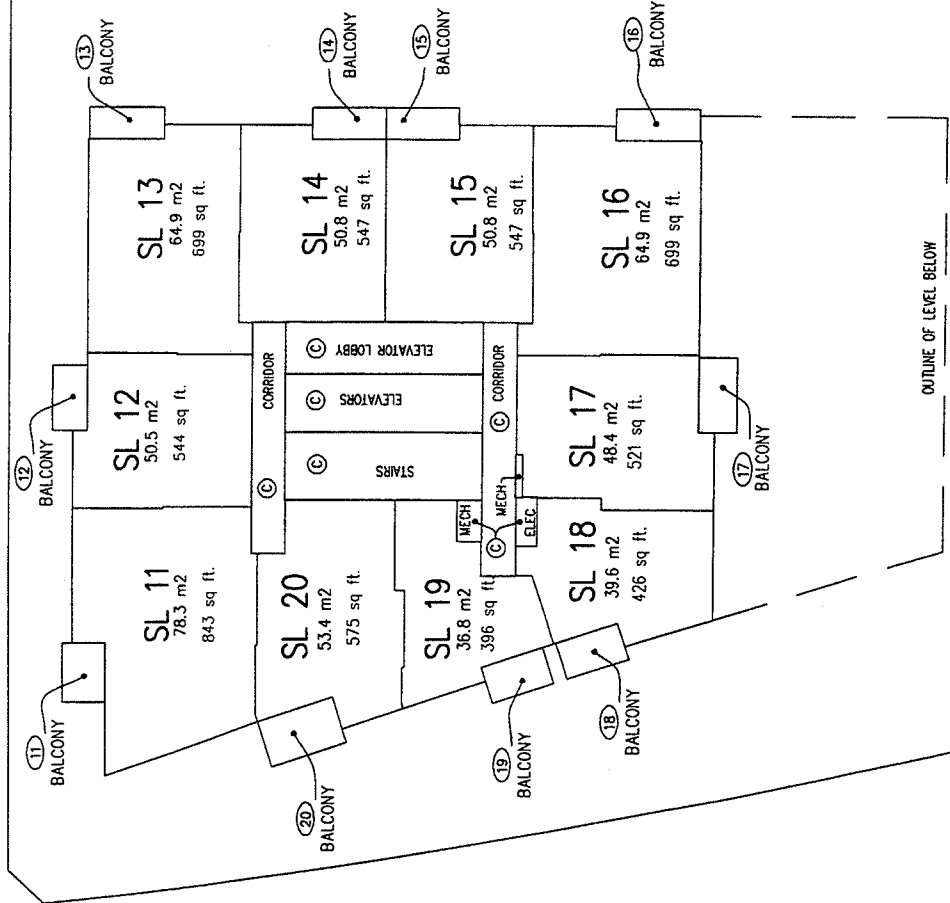 13
BALCONY
14
BALCONY
15
BALCONY
16
BALCONY
SL 13
64.9 m2
699 sq ft.
SL 14
50.8 m2
547 sq ft.
SL 15
50.8 m2
547 sq ft.
SL 16
64.9 m2
699 sq ft.
12
BALCONY
SL 12
50.5 m2
544 sq ft.
CORRIDOR
C
C
ELEVATOR LOBBY
C
ELEVATORS
C
STAIRS
C
CORRIDOR
MECH
MECH
C
ELEC
SL 17
48.4 m2
521 sq ft.
17
BALCONY
11
BALCONY
SL 11
78.3 m2
843 sq ft.
SL 20
53.4 m2
575 sq ft.
SL 19
36.8 m2
396 sq ft.
SL 18
39.6 m2
426 sq ft.
20
BALCONY
19
BALCONY
18
BALCONY
OUTLINE OF LEVEL BELOW